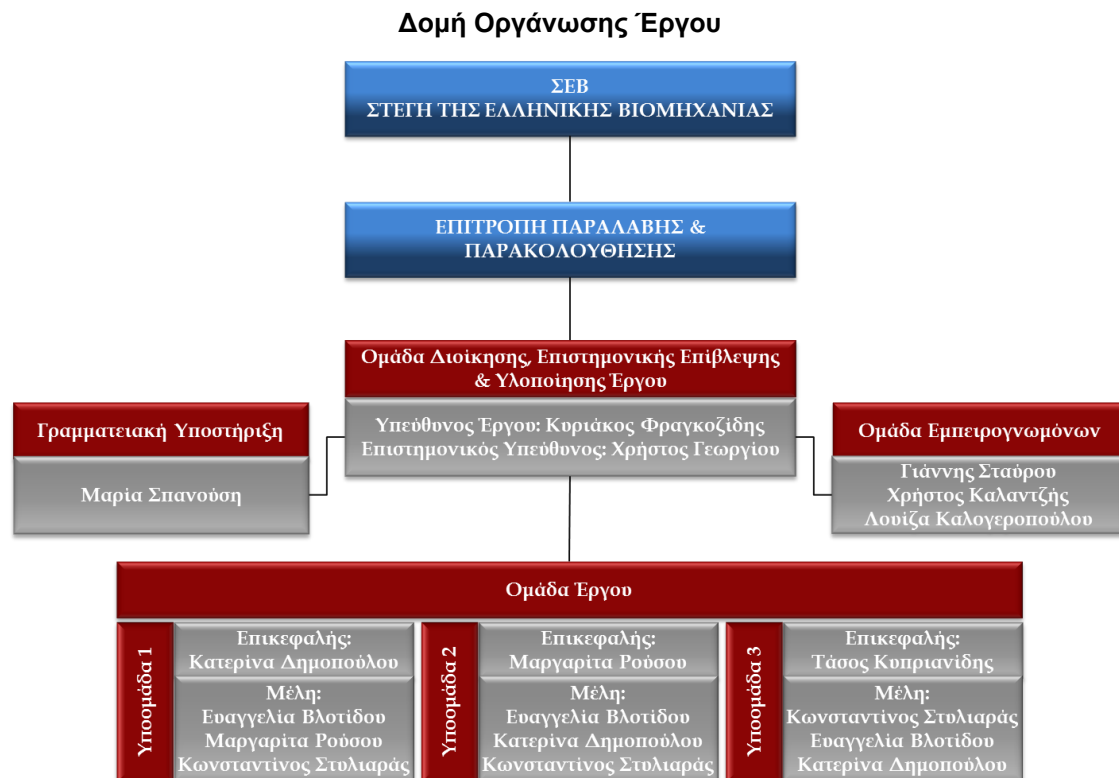 Δομή Οργάνωσης Έργου
ΣΕΒ
ΣΤΕΓΗ ΤΗΣ ΕΛΛΗΝΙΚΗΣ ΒΙΟΜΗΧΑΝΙΑΣ
ΕΠΙΤΡΟΠΗ ΠΑΡΑΛΑΒΗΣ &
ΠΑΡΑΚΟΛΟΥΘΗΣΗΣ
Ομάδα Διοίκησης, Επιστημονικής Επίβλεψης
& Υλοποίησης Έργου
Υπεύθυνος Έργου: Κυριάκος Φραγκοζίδης
Επιστημονικός Υπεύθυνος: Χρήστος Γεωργίου
Γραμματειακή Υποστήριξη
Μαρία Σπανούση
Ομάδα Εμπειρογνωμόνων
Γιάννης Σταύρου
Χρήστος Καλαντζής
Λουίζα Καλογεροπούλου
Ομάδα Έργου
Υποομάδα 1
Επικεφαλής:
Κατερίνα Δημοπούλου
Μέλη:
Ευαγγελία Βλοτίδου
Μαργαρίτα Ρούσου
Κωνσταντίνος Στυλιαράς
Υποομάδα 2
Επικεφαλής:
Μαργαρίτα Ρούσου
Μέλη:
Ευαγγελία Βλοτίδου
Κατερίνα Δημοπούλου
Κωνσταντίνος Στυλιαράς
Υποομάδα 3
Επικεφαλής:
Τάσος Κυπριανίδης
Μέλη:
Κωνσταντίνος Στυλιαράς
Ευαγγελία Βλοτίδου
Κατερίνα Δημοπούλου